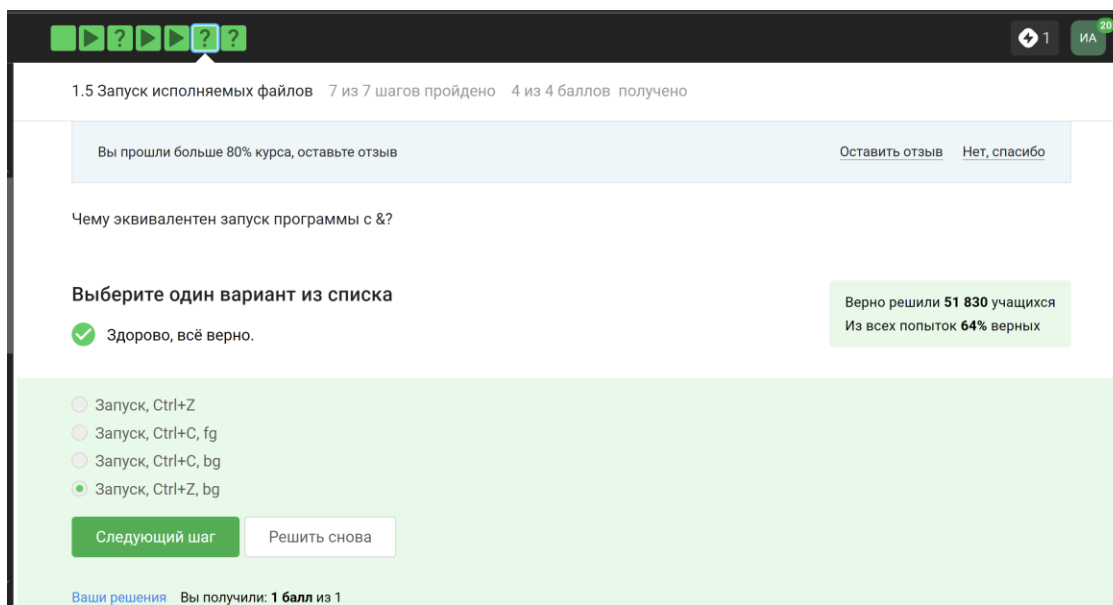 ? ? ?
1
ИА
20
1.5 Запуск исполняемых файлов 7 из 7 шагов пройдено 4 из 4 баллов получено
Вы прошли больше 80% курса, оставьте отзыв Оставить отзыв Нет, спасибо
Чему эквивалентен запуск программы с &?
Выберите один вариант из списка
Здорово, всё верно.
Верно решили 51 830 учащихся
Из всех попыток 64% верных
Запуск, Ctrl+Z
Запуск, Ctrl+C, fg
Запуск, Ctrl+C, bg
Запуск, Ctrl+Z, bg
Следующий шаг Решить снова
Ваши решения Вы получили: 1 балл из 1